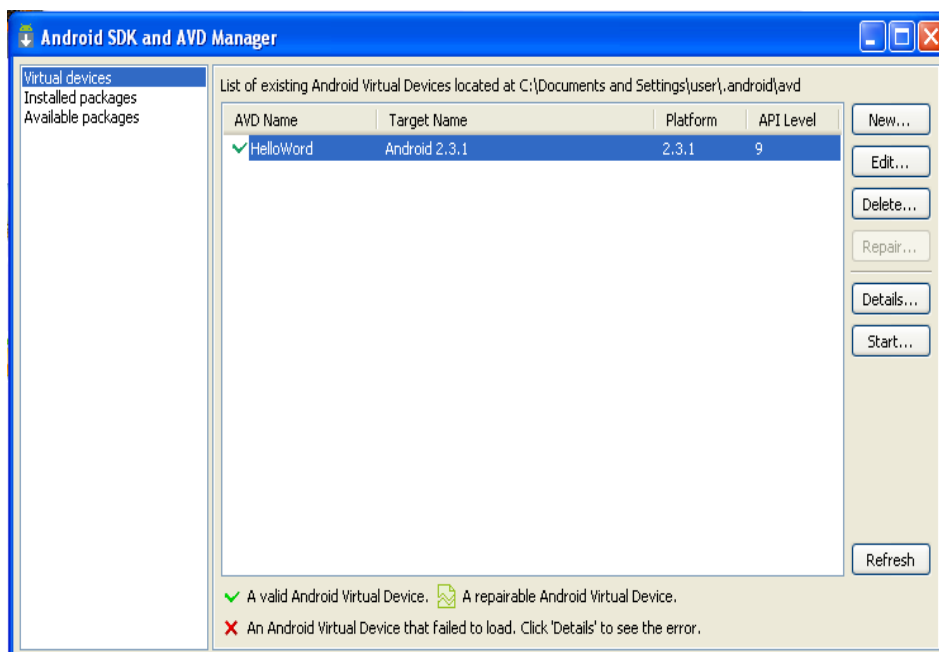 Android SDK and AVD Manager
Virtual devices
Installed packages
Available packages
List of existing Android Virtual Devices located at C:\Documents and Settings\user\.android\avd
AVD Name Target Name Platform API Level
HelloWord Android 2.3.1 2.3.1 9
New...
Edit...
Delete...
Repair...
Details...
Start...
Refresh
A valid Android Virtual Device. A repairable Android Virtual Device.
An Android Virtual Device that failed to load. Click 'Details' to see the error.